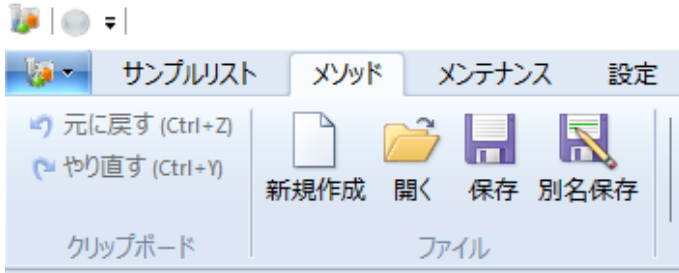 サンプルリスト メソッド メンテナンス 設定
元に戻す (Ctrl+Z)
やり直す (Ctrl+Y)
新規作成 開く 保存 別名保存
クリップボード ファイル